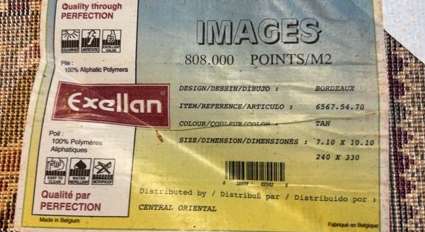 Quality through
PERFECTION
IMAGES
808.000 POINTS/M2
Pile :
100% Aliphatic Polymers
Exellan
DESIGN/DESSIN/DIBUJO : BORDEAUX
ITEM/REFERENCE/ARTICULO : 6567.54.70
COLOUR/COULEUR/COLOR : TAN
SIZE/DIMENSION/DIMENSIONES : 7.10 X 10.10
240 X 330
Poil :
100% Polymères
Aliphatiques
Distributed by / Distribué par / Distribuido por :
CENTRAL ORIENTAL
Qualité par
PERFECTION
Made in Belgium
Fabriqué en Belgique